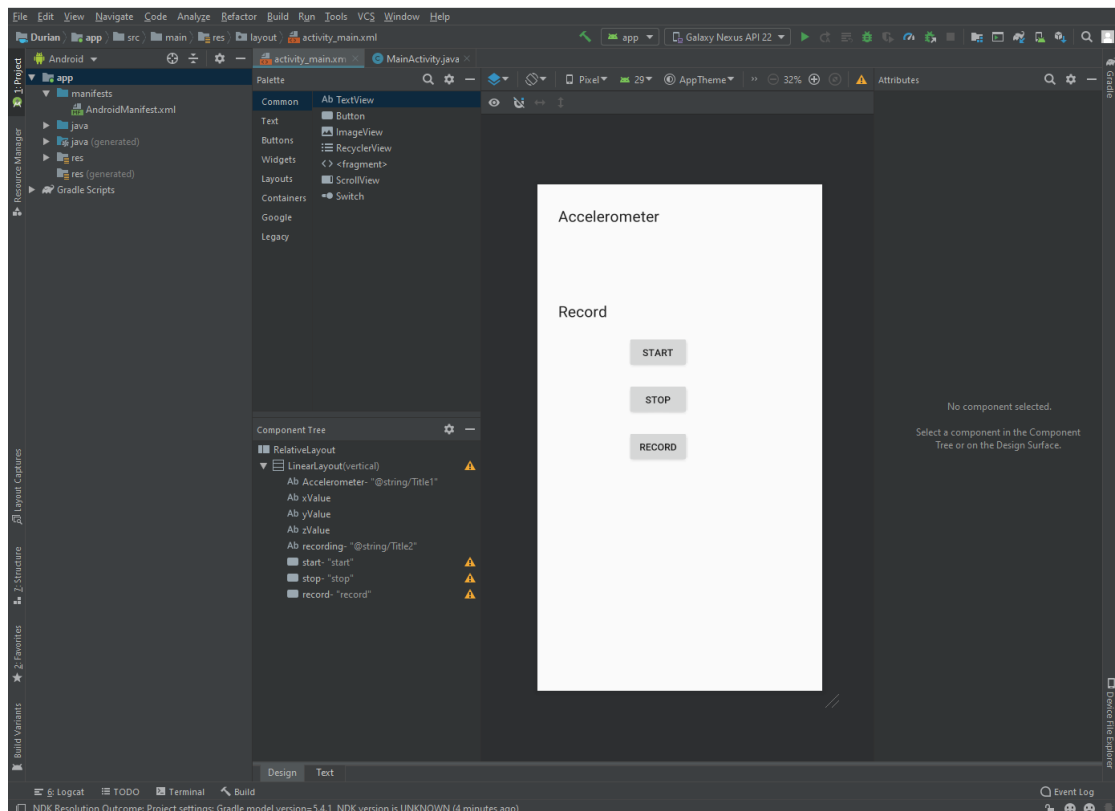 File Edit View Navigate Code Analyze Refactor Build Run Tools VCS Window Help
Durian app src main res layout activity_main.xml
app Galaxy Nexus API 22
1: Project
Resource Manager
Layout Captures
Z: Structure
2: Favorites
Build Variants
Android
app
manifests
AndroidManifest.xml
java
java (generated)
res
res (generated)
Gradle Scripts
activity_main.xml MainActivity.java
Palette
Common
Text
Buttons
Widgets
Layouts
Containers
Google
Legacy
Ab TextView
Button
ImageView
RecyclerView
<> <fragment>
ScrollView
Switch
Component Tree
RelativeLayout
LinearLayout(vertical)
Ab Accelerometer- "@string/Title1"
Ab xValue
Ab yValue
Ab zValue
Ab recording- "@string/Title2"
start- "start"
stop- "stop"
record- "record"
Pixel 29 AppTheme » 32%
Accelerometer
Record
START
STOP
RECORD
Attributes
No component selected.
Select a component in the Component
Tree or on the Design Surface.
Gradle
Device File Explorer
Design Text
6: Logcat TODO Terminal Build Event Log
NDK Resolution Outcome: Project settings: Gradle model version=5.4.1, NDK version is UNKNOWN (4 minutes ago)